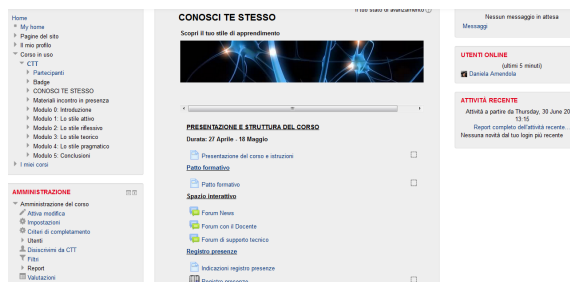 Home
My home
Pagine del sito
Il mio profilo
Corso in uso
CTT
Partecipanti
Badge
CONOSCI TE STESSO
Materiali incontro in presenza
Modulo 0: Introduzione
Modulo 1: Lo stile attivo
Modulo 2: Lo stile riflessivo
Modulo 3: Lo stile teorico
Modulo 4: Lo stile pragmatico
Modulo 5: Conclusioni
I miei corsi
AMMINISTRAZIONE
Amministrazione del corso
Attiva modifica
Impostazioni
Criteri di completamento
Utenti
Disiscrivimi da CTT
Filtri
Report
Valutazioni
Il tuo stato di avanzamento
CONOSCI TE STESSO
Scopri il tuo stile di apprendimento
PRESENTAZIONE E STRUTTURA DEL CORSO
Durata: 27 Aprile - 18 Maggio
Presentazione del corso e istruzioni
Patto formativo
Patto formativo
Spazio interattivo
Forum News
Forum con il Docente
Forum di supporto tecnico
Registro presenze
Indicazioni registro presenze
Registro presenze
Nessun messaggio in attesa
Messaggi
UTENTI ONLINE
(ultimi 5 minuti)
Daniela Amendola
ATTIVITÀ RECENTE
Attività a partire da Thursday, 30 June 20
13:15
Report completo dell'attività recente...
Nessuna novità dal tuo login più recente